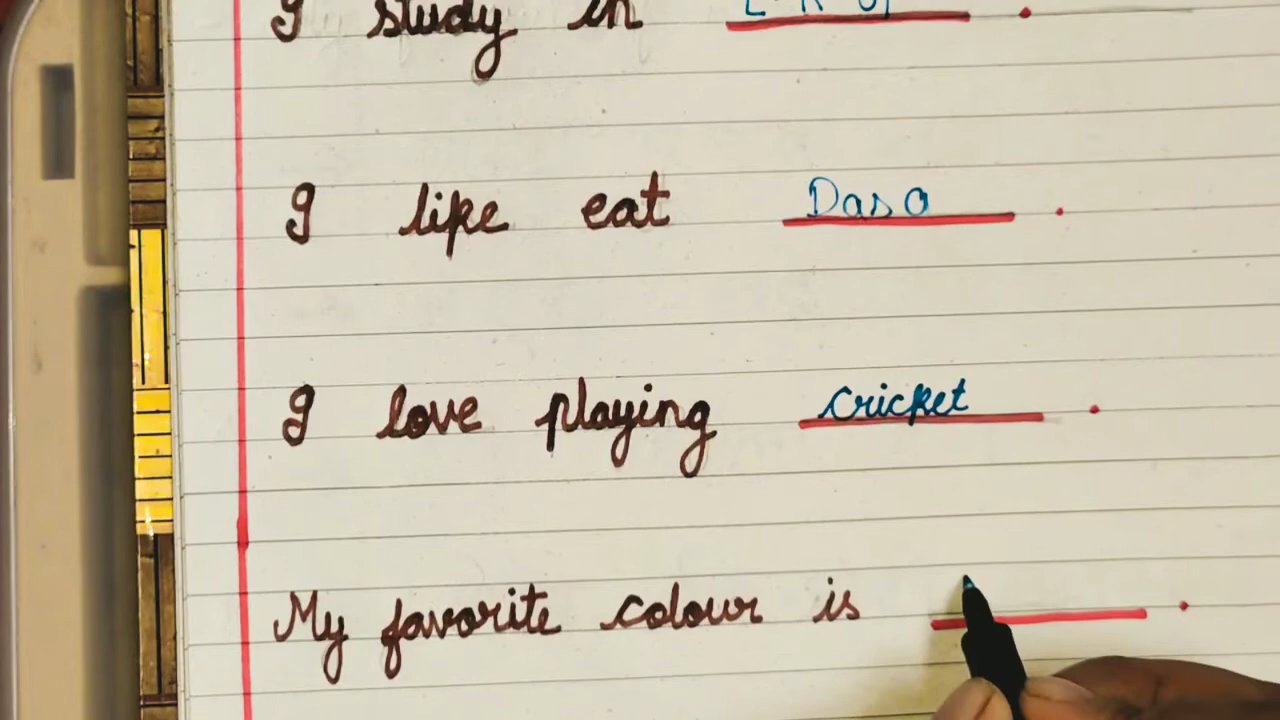 I study in .
I like eat Dasa .
I love playing cricket .
My favorite colour is .